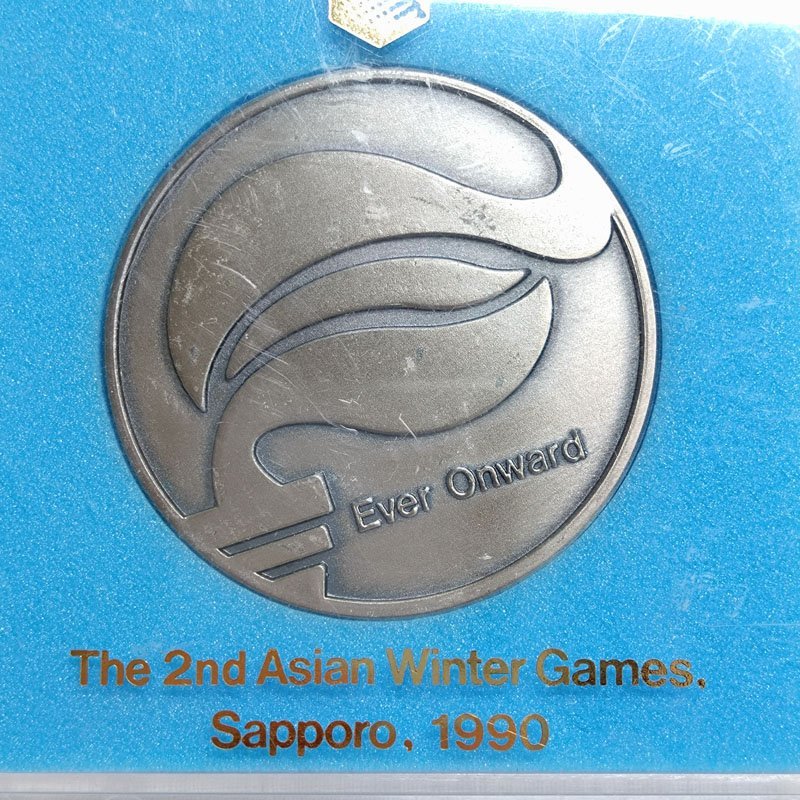 Ever Onward
The 2nd Asian Winter Games.
Sapporo, 1990